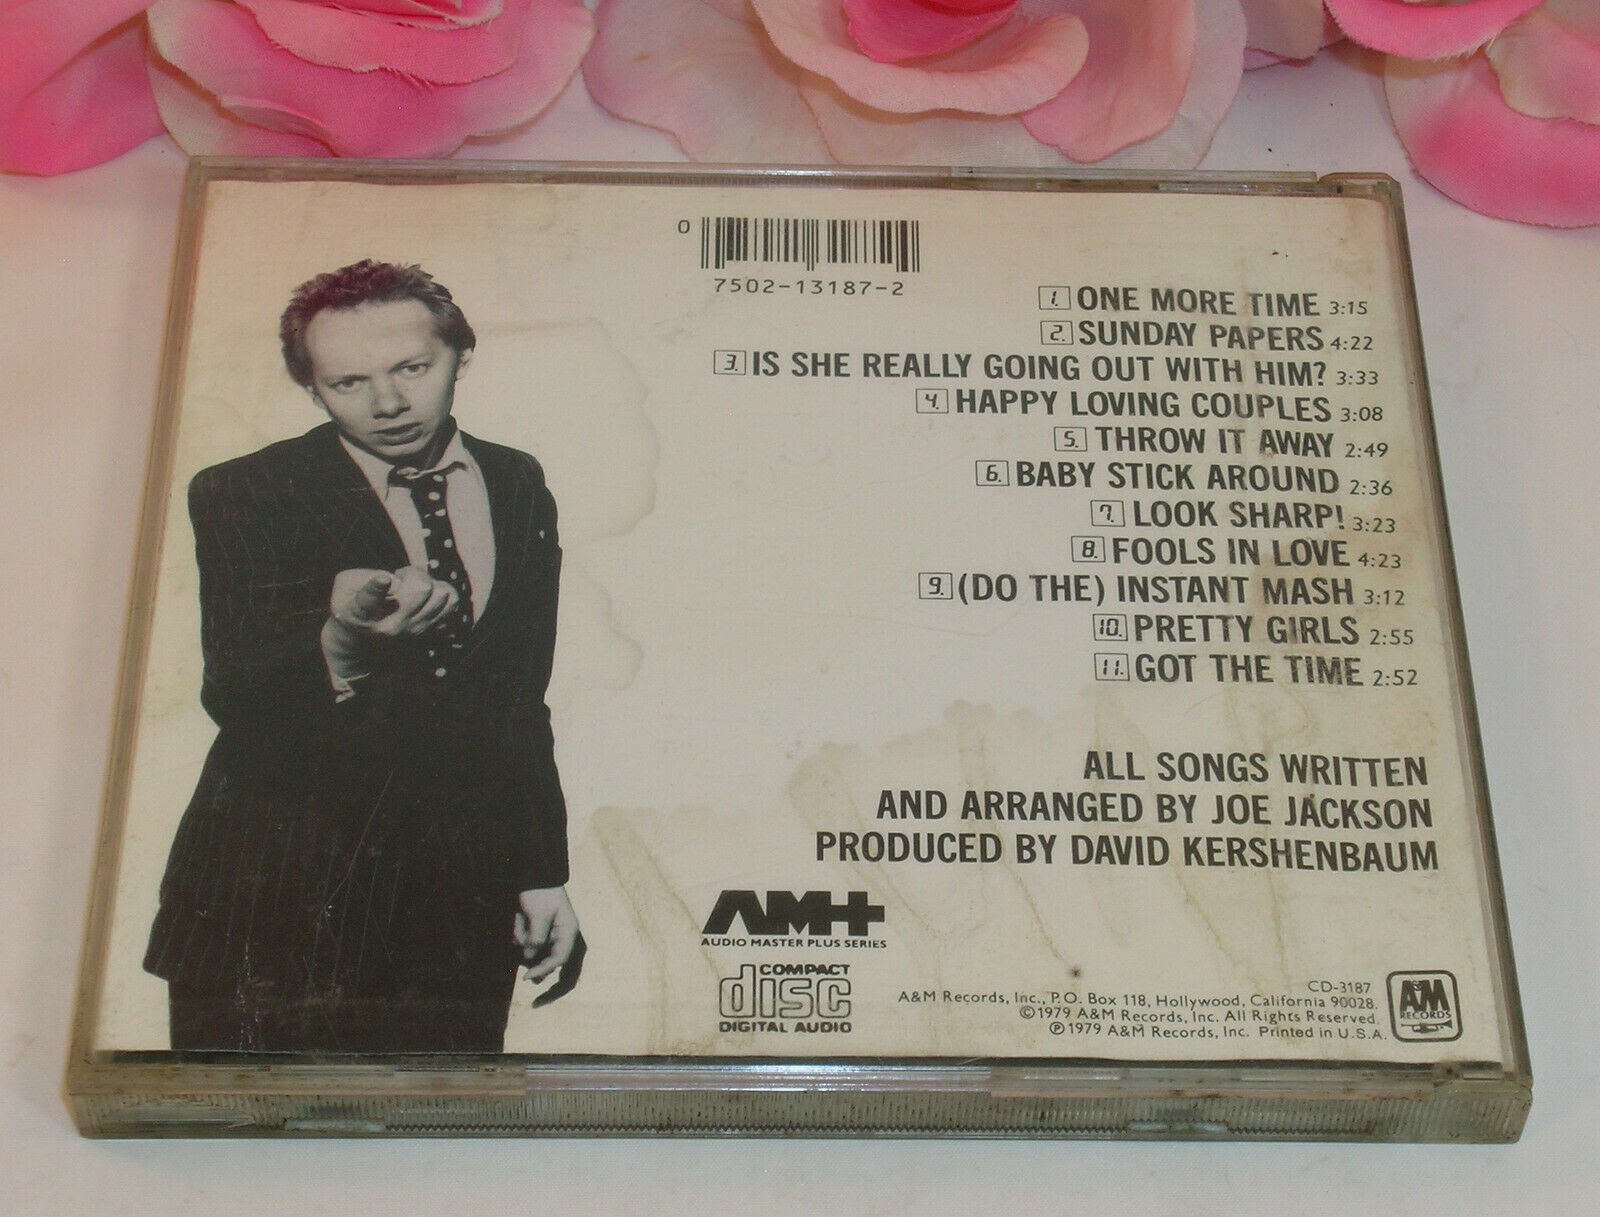 0
7502-13187-2
1. ONE MORE TIME 3:15
2. SUNDAY PAPERS 4:22
3. IS SHE REALLY GOING OUT WITH HIM? 3:33
4. HAPPY LOVING COUPLES 3:08
5. THROW IT AWAY 2:49
6. BABY STICK AROUND 2:36
7. LOOK SHARP! 3:23
8. FOOLS IN LOVE 4:23
9. (DO THE) INSTANT MASH 3:12
10. PRETTY GIRLS 2:55
11. GOT THE TIME 2:52
ALL SONGS WRITTEN
AND ARRANGED BY JOE JACKSON
PRODUCED BY DAVID KERSHENBAUM
AM+
AUDIO MASTER PLUS SERIES
COMPACT
disc
DIGITAL AUDIO
CD-3187
A&M Records, Inc., P.O. Box 118, Hollywood, California 90028.
©1979 A&M Records, Inc. All Rights Reserved.
℗1979 A&M Records, Inc. Printed in U.S.A.
A&M
RECORDS